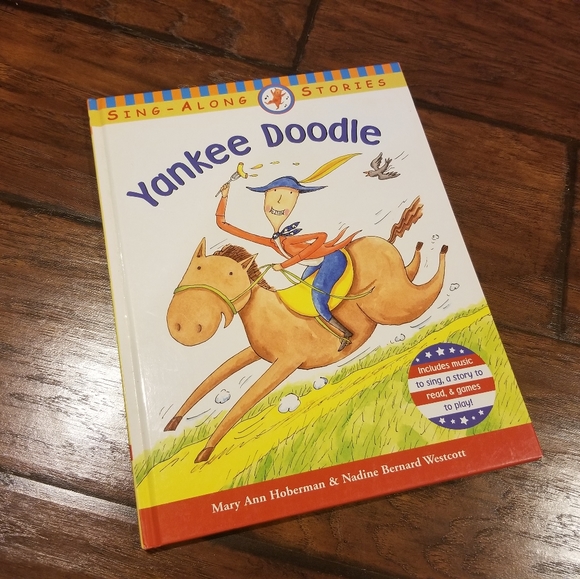 SING-ALONG STORIES
Yankee Doodle
Includes music
to sing, a story to
read, & games
to play!
Mary Ann Hoberman & Nadine Bernard Westcott